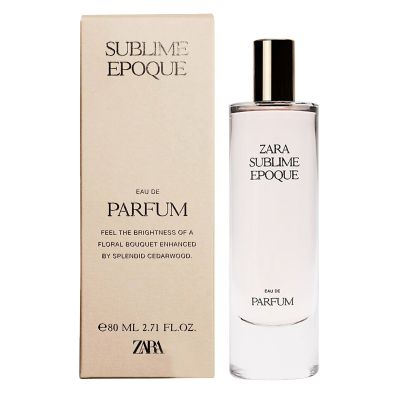 SUBLIME
EPOQUE
EAU DE
PARFUM
FEEL THE BRIGHTNESS OF A
FLORAL BOUQUET ENHANCED
BY SPLENDID CEDARWOOD.
℮80 ML 2.71 FL.OZ.
ZARA
ZARA
SUBLIME
EPOQUE
EAU DE
PARFUM